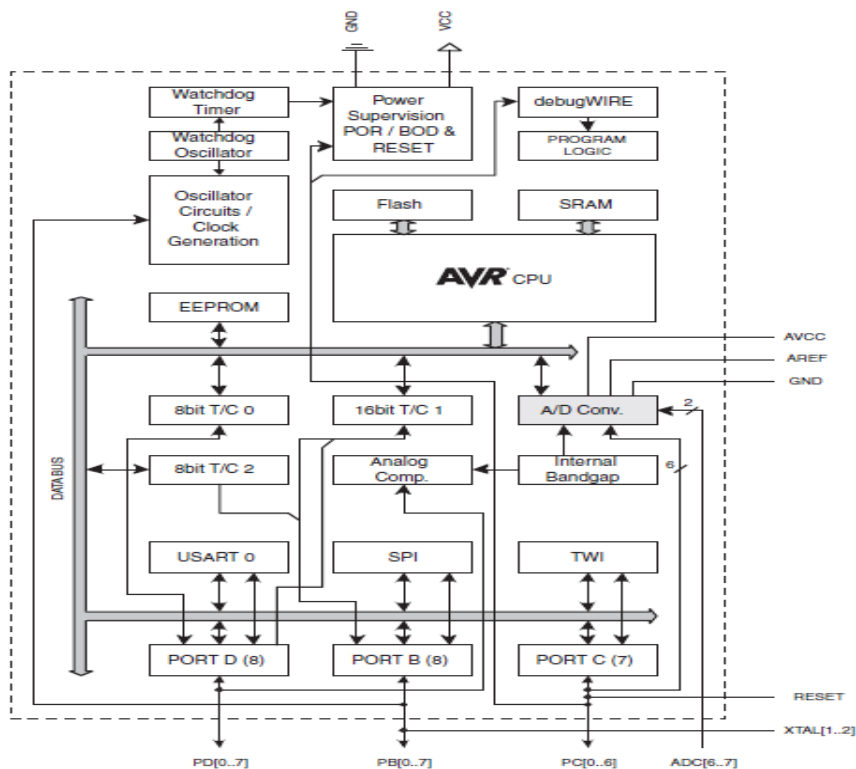 GND
VCC
Watchdog
Timer
Power
Supervision
POR / BOD &
RESET
debugWIRE
Watchdog
Oscillator
PROGRAM
LOGIC
Oscillator
Circuits /
Clock
Generation
Flash
SRAM
AVR CPU
EEPROM
AVCC
AREF
GND
8bit T/C 0
16bit T/C 1
A/D Conv.
2
8bit T/C 2
Analog
Comp.
Internal
Bandgap
6
DATABUS
USART 0
SPI
TWI
PORT D (8)
PORT B (8)
PORT C (7)
RESET
XTAL[1..2]
PD[0..7]
PB[0..7]
PC[0..6]
ADC[6..7]